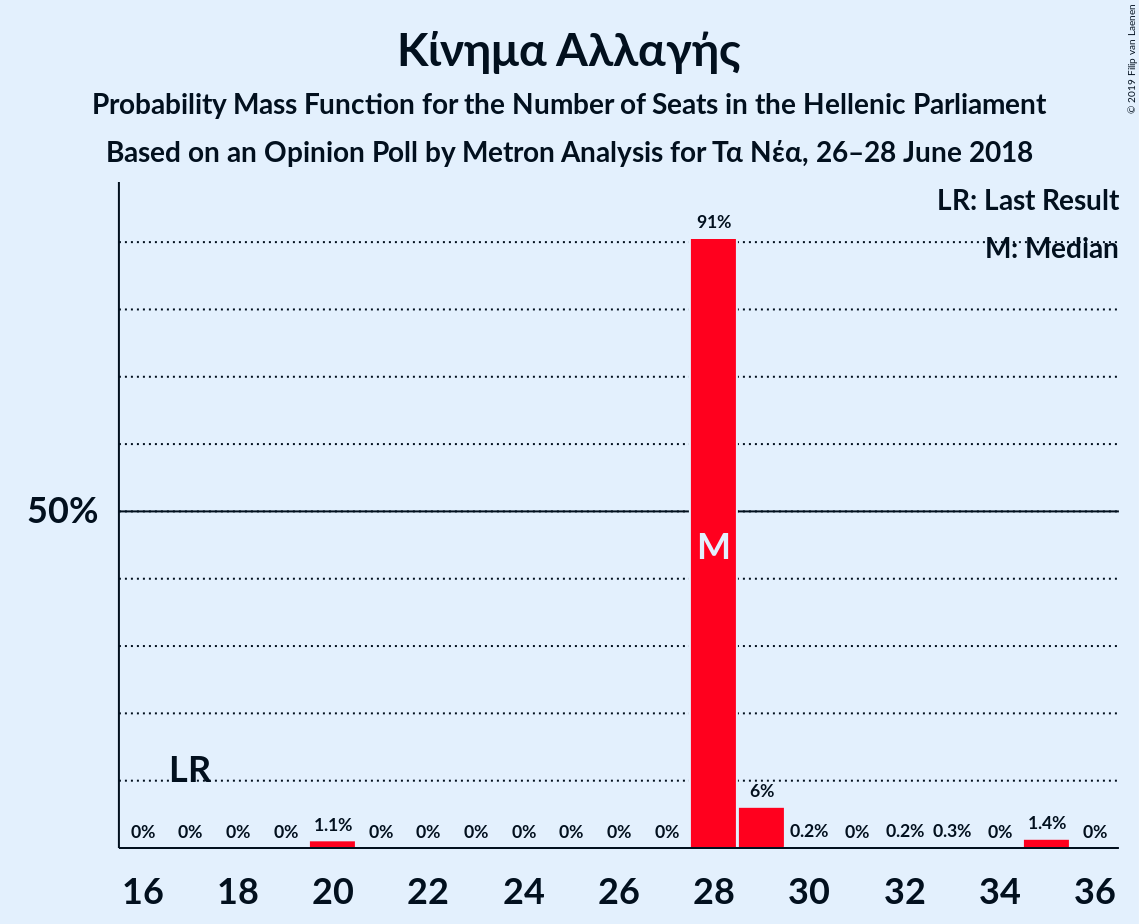 Κίνημα Αλλαγής
Probability Mass Function for the Number of Seats in the Hellenic Parliament
Based on an Opinion Poll by Metron Analysis for Τα Νέα, 26–28 June 2018
© 2019 Filip van Laenen
LR: Last Result
M: Median
91%
50%
M
LR
6%
0% 0% 0% 0% 1.1% 0% 0% 0% 0% 0% 0% 0% 0.2% 0% 0.2% 0.3% 0% 1.4% 0%
16 18 20 22 24 26 28 30 32 34 36